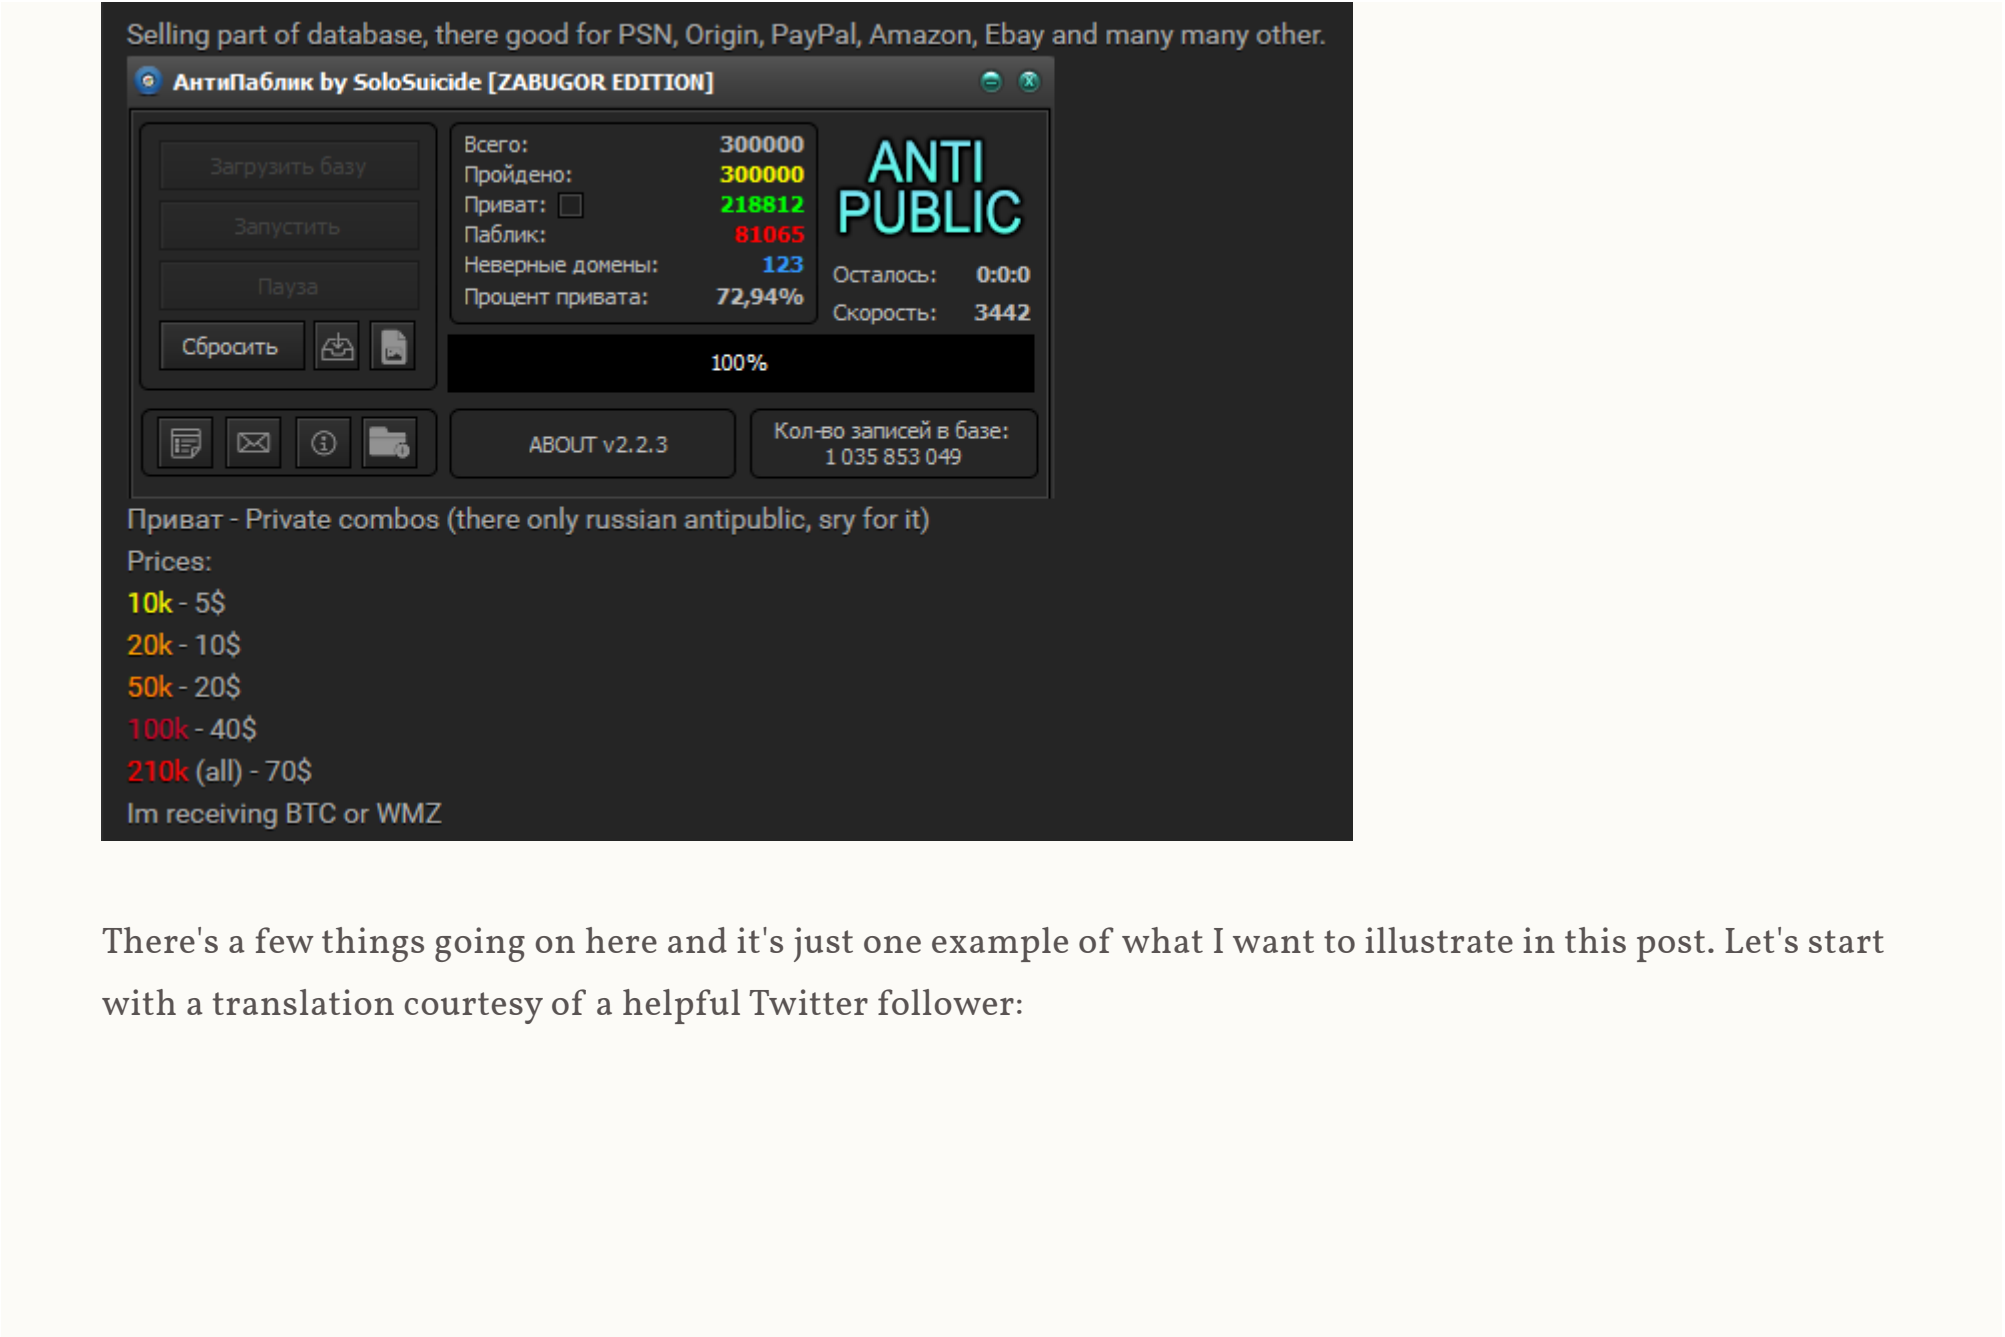 Selling part of database, there good for PSN, Origin, PayPal, Amazon, Ebay and many many other.
АнтиПаблик by SoloSuicide [ZABUGOR EDITION]
Загрузить базу
Запустить
Пауза
Сбросить
Всего: 300000
Пройдено: 300000
Приват: 218812
Паблик: 81065
Неверные домены: 123
Процент привата: 72,94%
ANTI
PUBLIC
Осталось: 0:0:0
Скорость: 3442
100%
ABOUT v2.2.3
Кол-во записей в базе:
1 035 853 049
Приват - Private combos (there only russian antipublic, sry for it)
Prices:
10k - 5$
20k - 10$
50k - 20$
100k - 40$
210k (all) - 70$
Im receiving BTC or WMZ
There's a few things going on here and it's just one example of what I want to illustrate in this post. Let's start
with a translation courtesy of a helpful Twitter follower: